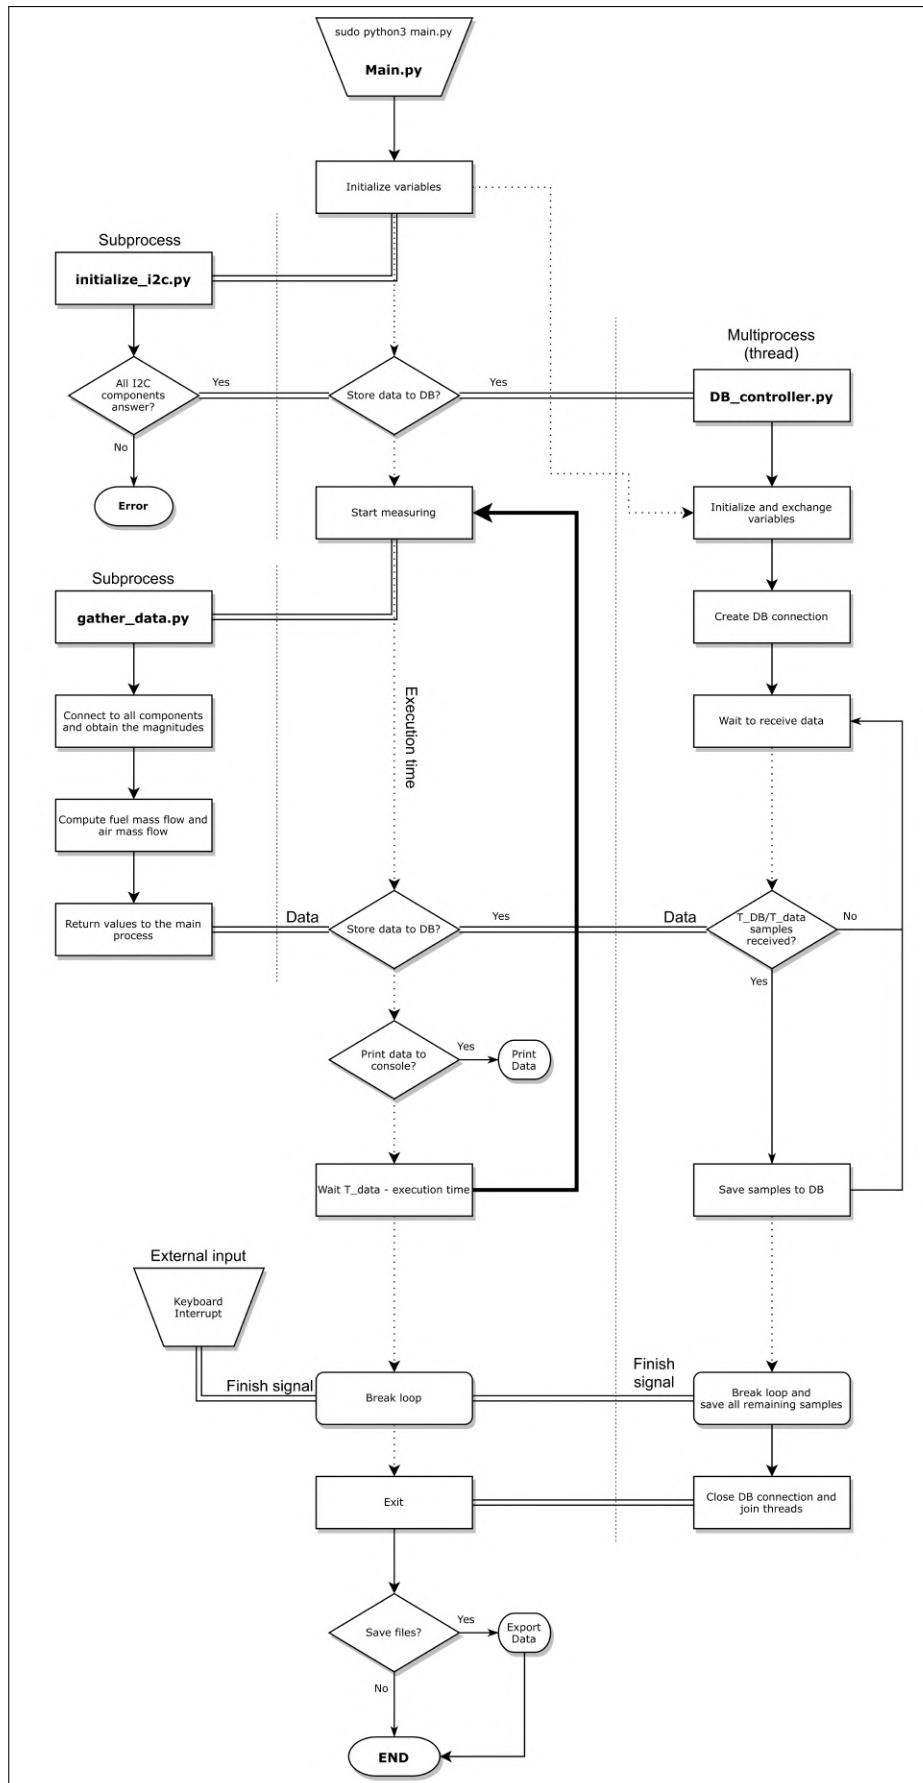 sudo python3 main.py
Main.py
Initialize variables
Subprocess
initialize_i2c.py
All I2C
components
answer?
Yes
No
Error
Store data to DB?
Yes
Multiprocess
(thread)
DB_controller.py
Start measuring
Initialize and exchange
variables
Subprocess
gather_data.py
Create DB connection
Connect to all components
and obtain the magnitudes
Execution time
Wait to receive data
Compute fuel mass flow and
air mass flow
Return values to the main
process
Data
Store data to DB?
Yes
Data
T_DB/T_data
samples
received?
No
Yes
Print data to
console?
Yes
Print
Data
Wait T_data - execution time
Save samples to DB
External input
Keyboard
Interrupt
Finish signal
Break loop
Finish
signal
Break loop and
save all remaining samples
Exit
Close DB connection and
join threads
Save files?
Yes
Export
Data
No
END